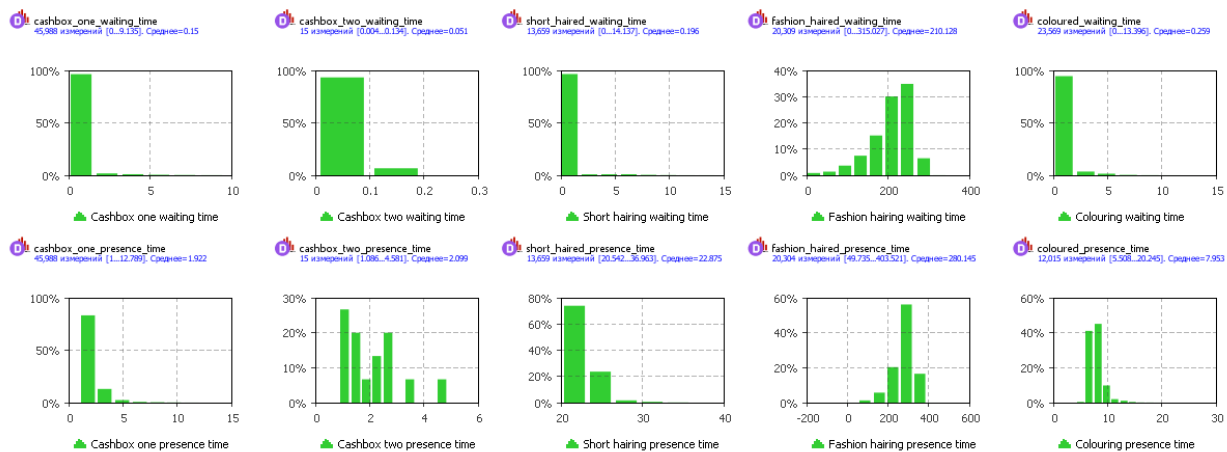 cashbox_one_waiting_time
45,988 измерений [0...9.135]. Среднее=0.15
100%
50%
0%
0
5
10
Cashbox one waiting time
cashbox_two_waiting_time
15 измерений [0.004...0.134]. Среднее=0.051
100%
50%
0%
0
0.1
0.2
0.3
Cashbox two waiting time
short_haired_waiting_time
13,659 измерений [0...14.137]. Среднее=0.196
100%
50%
0%
0
5
10
15
Short hairing waiting time
fashion_haired_waiting_time
20,309 измерений [0...315.027]. Среднее=210.128
40%
30%
20%
10%
0%
0
200
400
Fashion hairing waiting time
coloured_waiting_time
23,569 измерений [0...13.396]. Среднее=0.259
100%
50%
0%
0
5
10
15
Colouring waiting time
cashbox_one_presence_time
45,988 измерений [1...12.789]. Среднее=1.922
100%
50%
0%
0
5
10
15
Cashbox one presence time
cashbox_two_presence_time
15 измерений [1.086...4.581]. Среднее=2.099
30%
20%
10%
0%
0
2
4
6
Cashbox two presence time
short_haired_presence_time
13,659 измерений [20.542...36.963]. Среднее=22.875
80%
60%
40%
20%
0%
20
30
40
Short hairing presence time
fashion_haired_presence_time
20,304 измерений [49.735...403.521]. Среднее=280.145
60%
40%
20%
0%
-200
0
200
400
600
Fashion hairing presence time
coloured_presence_time
12,015 измерений [5.508...20.245]. Среднее=7.953
60%
40%
20%
0%
0
10
20
30
Colouring presence time